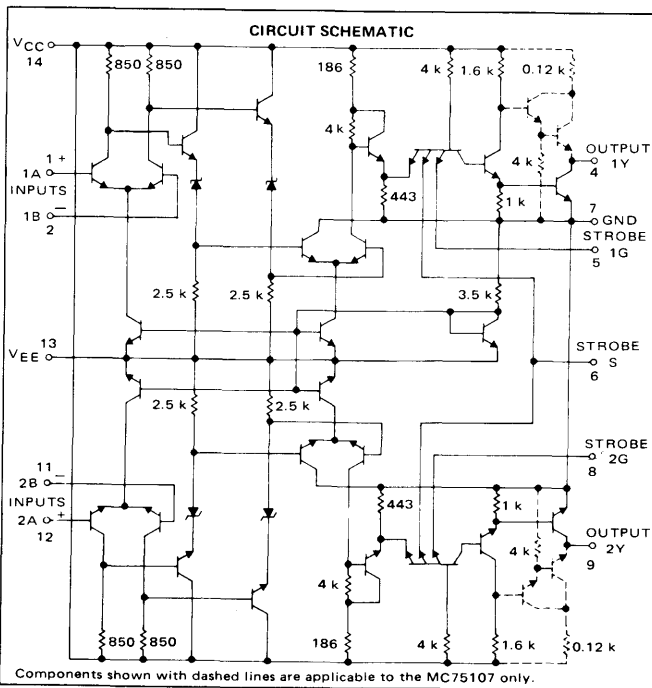 CIRCUIT SCHEMATIC
VCC
14
850
850
186
4 k
1.6 k
0.12 k
4 k
1 +
1A
INPUTS
1B –
2
4 k
443
1 k
OUTPUT
1Y
4
7
GND
STROBE
1G
5
2.5 k
2.5 k
3.5 k
VEE
13
STROBE
S
6
2.5 k
2.5 k
STROBE
2G
8
11
2B –
INPUTS
2A +
12
443
1 k
4 k
OUTPUT
2Y
9
4 k
850
850
186
4 k
1.6 k
0.12 k
Components shown with dashed lines are applicable to the MC75107 only.